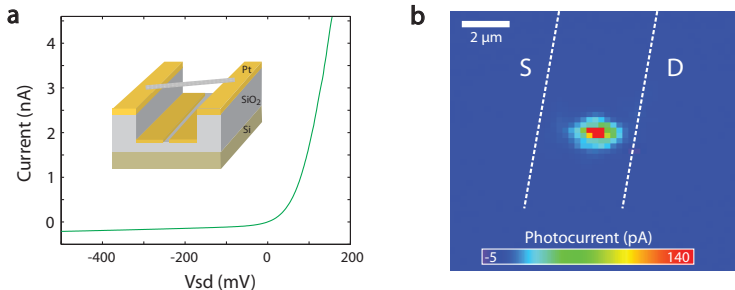 a
Current (nA)
4
3
2
1
0
-400
-200
0
200
Vsd (mV)
Pt
SiO2
Si
b
2 µm
S
D
Photocurrent (pA)
-5
140